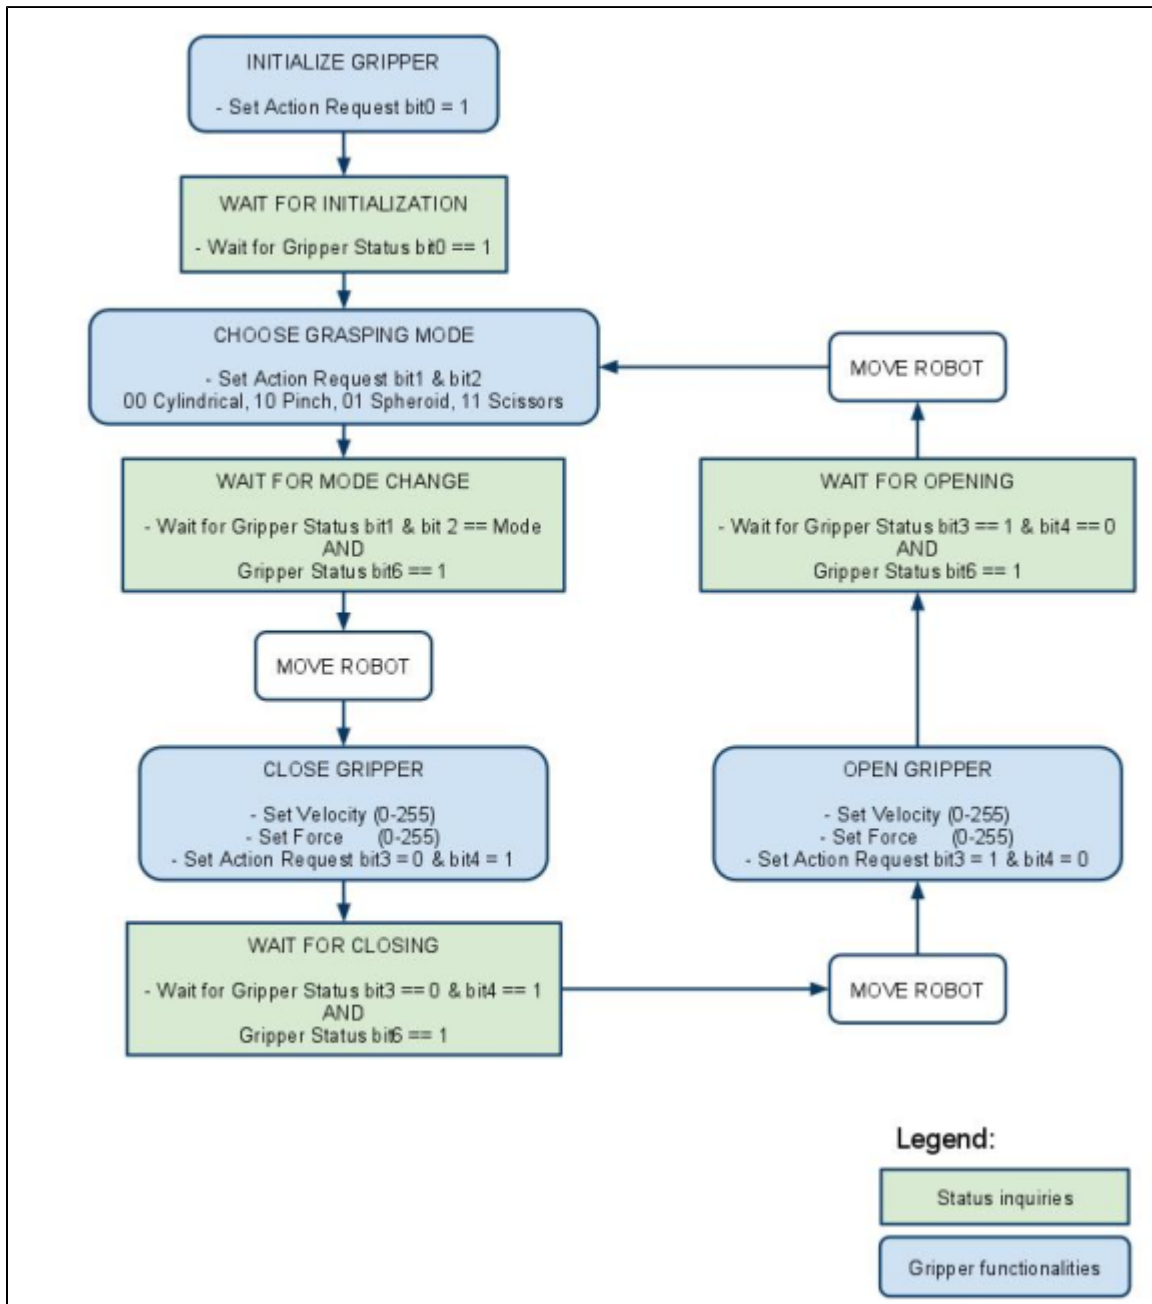 INITIALIZE GRIPPER
- Set Action Request bit0 = 1
WAIT FOR INITIALIZATION
- Wait for Gripper Status bit0 == 1
CHOOSE GRASPING MODE
- Set Action Request bit1 & bit2
00 Cylindrical, 10 Pinch, 01 Spheroid, 11 Scissors
WAIT FOR MODE CHANGE
- Wait for Gripper Status bit1 & bit 2 == Mode
AND
Gripper Status bit6 == 1
MOVE ROBOT
CLOSE GRIPPER
- Set Velocity (0-255)
- Set Force (0-255)
- Set Action Request bit3 = 0 & bit4 = 1
WAIT FOR CLOSING
- Wait for Gripper Status bit3 == 0 & bit4 == 1
AND
Gripper Status bit6 == 1
MOVE ROBOT
OPEN GRIPPER
- Set Velocity (0-255)
- Set Force (0-255)
- Set Action Request bit3 = 1 & bit4 = 0
WAIT FOR OPENING
- Wait for Gripper Status bit3 == 1 & bit4 == 0
AND
Gripper Status bit6 == 1
MOVE ROBOT
Legend:
Status inquiries
Gripper functionalities